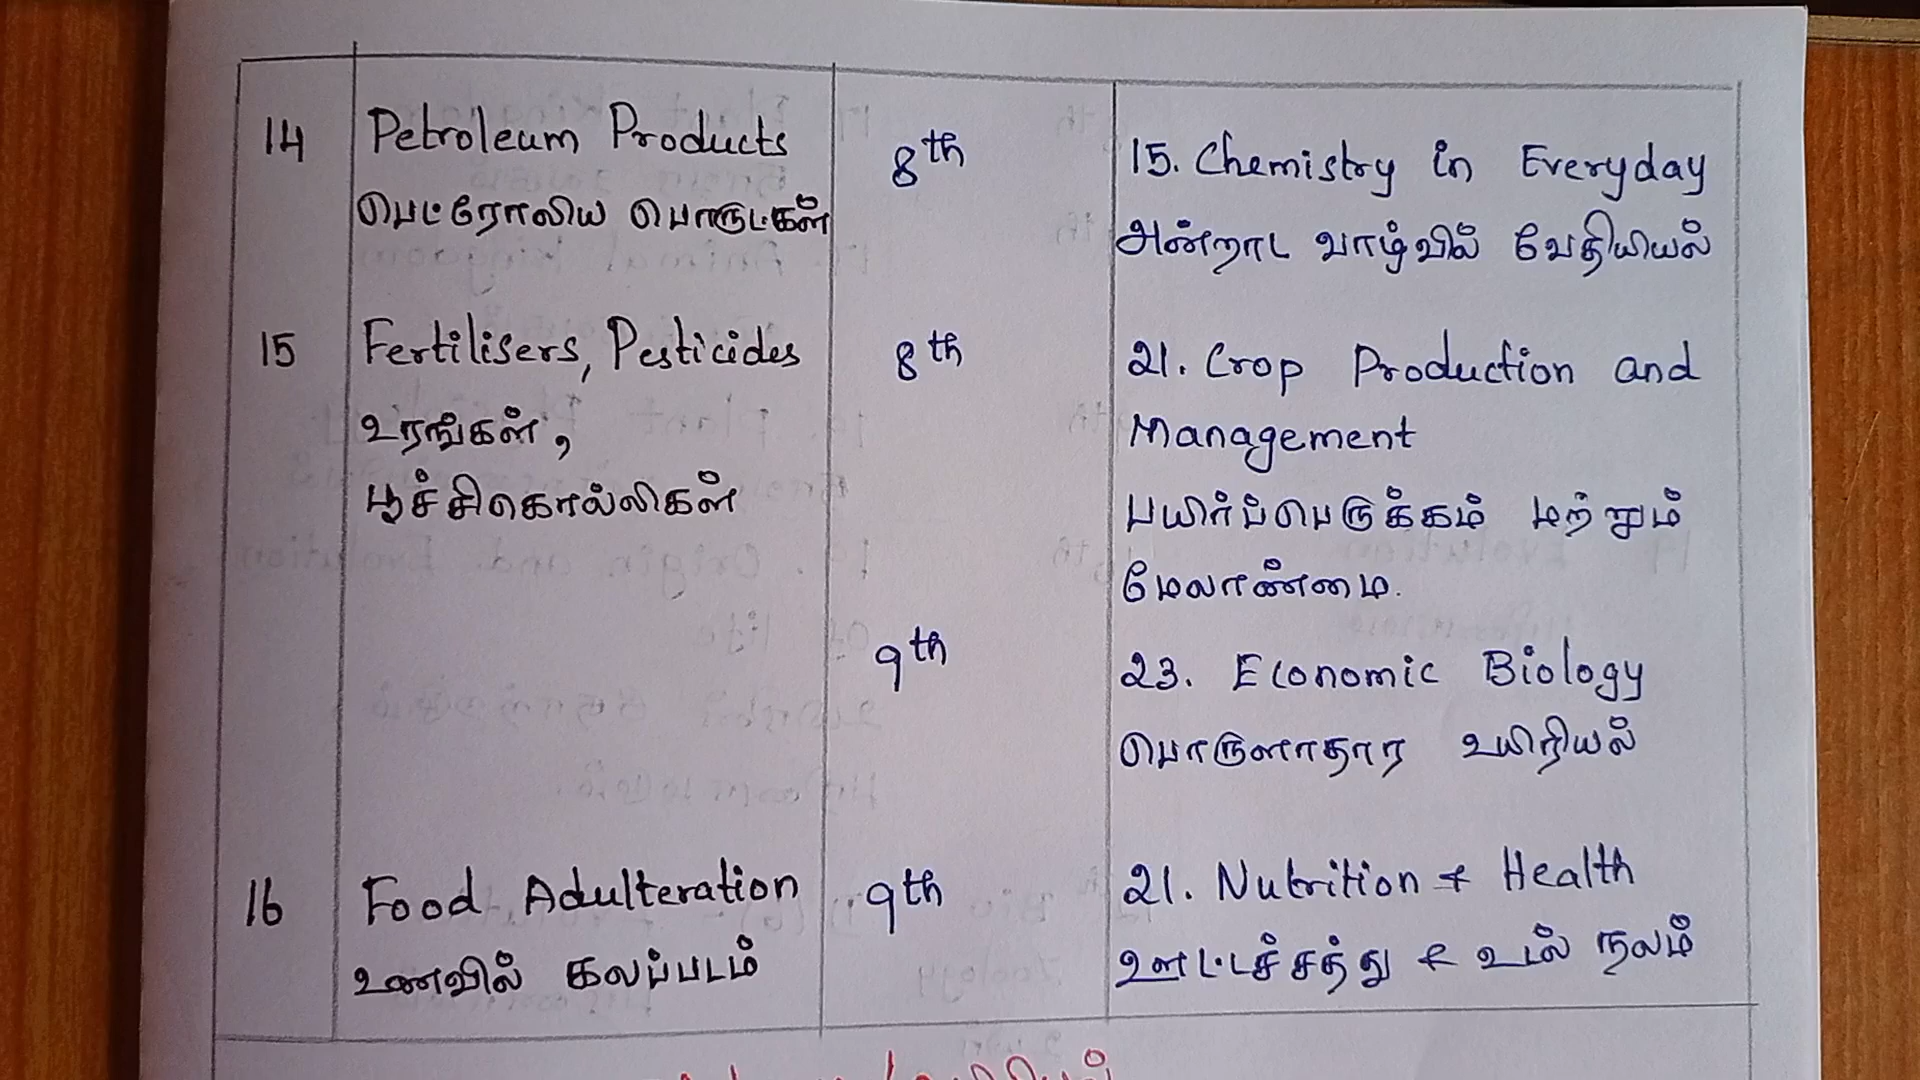 14 Petroleum Products 8th 15. Chemistry in Everyday
பெட்ரோலிய பொருட்கள் அன்றாட வாழ்வில் வேதியியல்
15 Fertilisers, Pesticides 8th 21. Crop Production and
உரங்கள், Management
பூச்சிகொல்லிகள் பயிர்ப்பெருக்கம் மற்றும்
மேலாண்மை.
9th 23. Economic Biology
பொருளாதார உயிரியல்
16 Food Adulteration 9th 21. Nutrition & Health
உணவில் கலப்படம் ஊட்டச்சத்து & உடல் நலம்